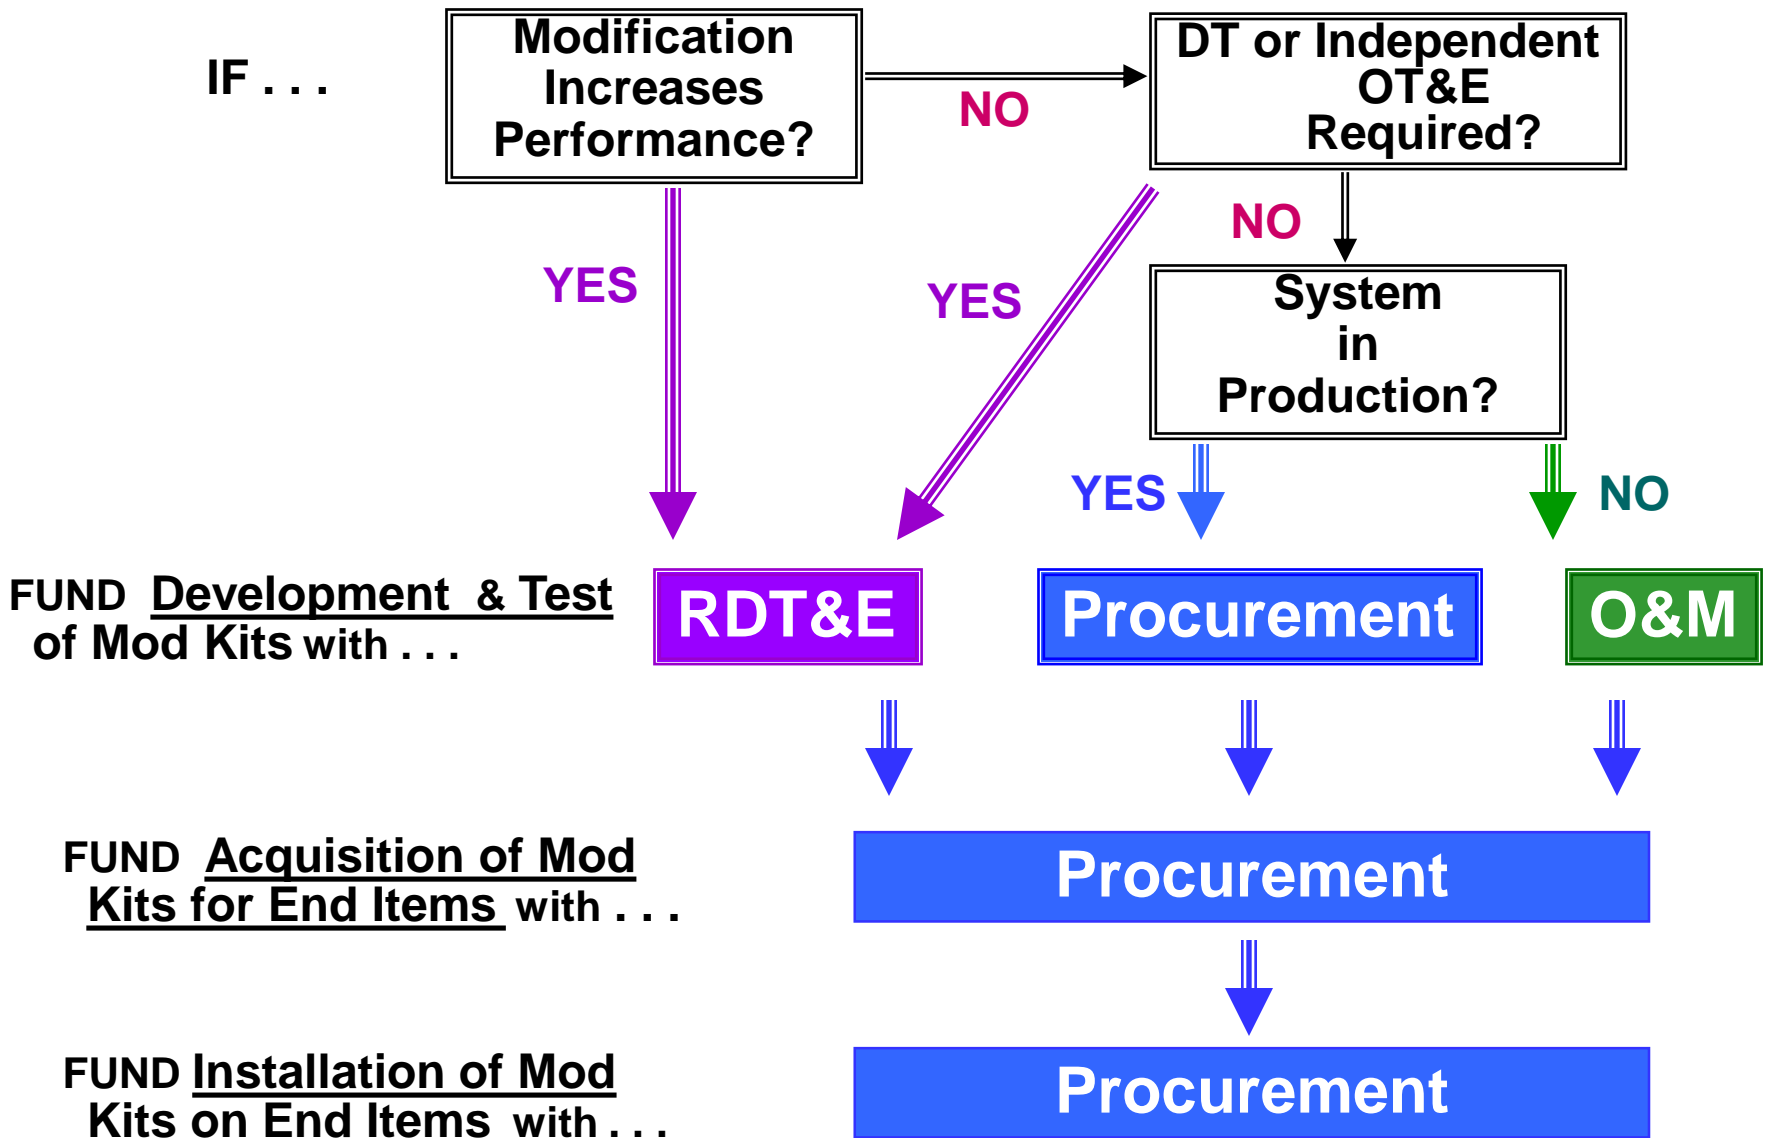 IF . . .
Modification
Increases
Performance?
NO
DT or Independent
OT&E
Required?
YES
YES
NO
System
in
Production?
YES
NO
FUND Development & Test
of Mod Kits with . . .
RDT&E
Procurement
O&M
FUND Acquisition of Mod
Kits for End Items with . . .
Procurement
FUND Installation of Mod
Kits on End Items with . . .
Procurement